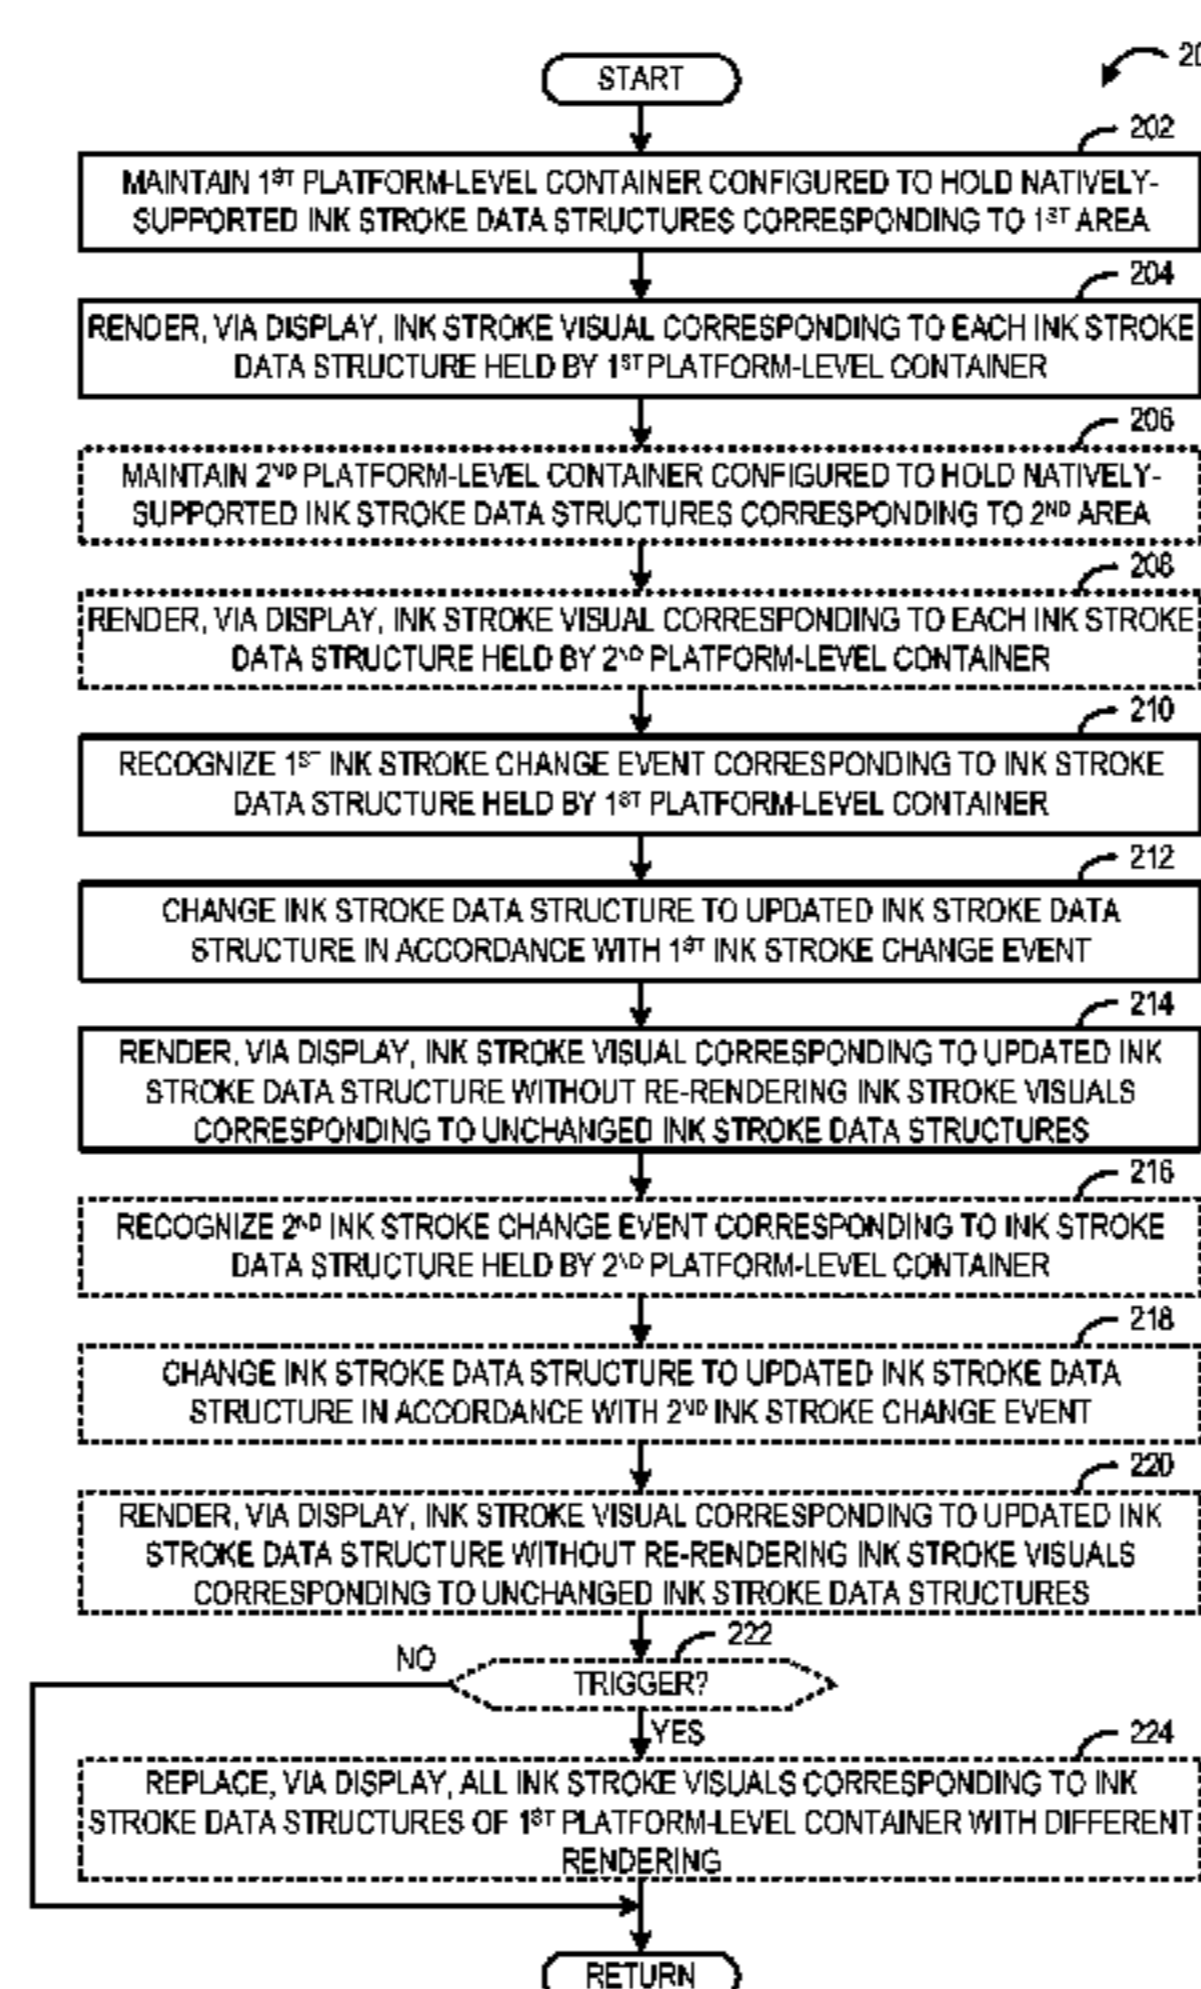 START
20
202
MAINTAIN 1ST PLATFORM-LEVEL CONTAINER CONFIGURED TO HOLD NATIVELY-
SUPPORTED INK STROKE DATA STRUCTURES CORRESPONDING TO 1ST AREA
204
RENDER, VIA DISPLAY, INK STROKE VISUAL CORRESPONDING TO EACH INK STROKE
DATA STRUCTURE HELD BY 1ST PLATFORM-LEVEL CONTAINER
206
MAINTAIN 2ND PLATFORM-LEVEL CONTAINER CONFIGURED TO HOLD NATIVELY-
SUPPORTED INK STROKE DATA STRUCTURES CORRESPONDING TO 2ND AREA
208
RENDER, VIA DISPLAY, INK STROKE VISUAL CORRESPONDING TO EACH INK STROKE
DATA STRUCTURE HELD BY 2ND PLATFORM-LEVEL CONTAINER
210
RECOGNIZE 1ST INK STROKE CHANGE EVENT CORRESPONDING TO INK STROKE
DATA STRUCTURE HELD BY 1ST PLATFORM-LEVEL CONTAINER
212
CHANGE INK STROKE DATA STRUCTURE TO UPDATED INK STROKE DATA
STRUCTURE IN ACCORDANCE WITH 1ST INK STROKE CHANGE EVENT
214
RENDER, VIA DISPLAY, INK STROKE VISUAL CORRESPONDING TO UPDATED INK
STROKE DATA STRUCTURE WITHOUT RE-RENDERING INK STROKE VISUALS
CORRESPONDING TO UNCHANGED INK STROKE DATA STRUCTURES
216
RECOGNIZE 2ND INK STROKE CHANGE EVENT CORRESPONDING TO INK STROKE
DATA STRUCTURE HELD BY 2ND PLATFORM-LEVEL CONTAINER
218
CHANGE INK STROKE DATA STRUCTURE TO UPDATED INK STROKE DATA
STRUCTURE IN ACCORDANCE WITH 2ND INK STROKE CHANGE EVENT
220
RENDER, VIA DISPLAY, INK STROKE VISUAL CORRESPONDING TO UPDATED INK
STROKE DATA STRUCTURE WITHOUT RE-RENDERING INK STROKE VISUALS
CORRESPONDING TO UNCHANGED INK STROKE DATA STRUCTURES
222
NO
TRIGGER?
YES
224
REPLACE, VIA DISPLAY, ALL INK STROKE VISUALS CORRESPONDING TO INK
STROKE DATA STRUCTURES OF 1ST PLATFORM-LEVEL CONTAINER WITH DIFFERENT
RENDERING
RETURN